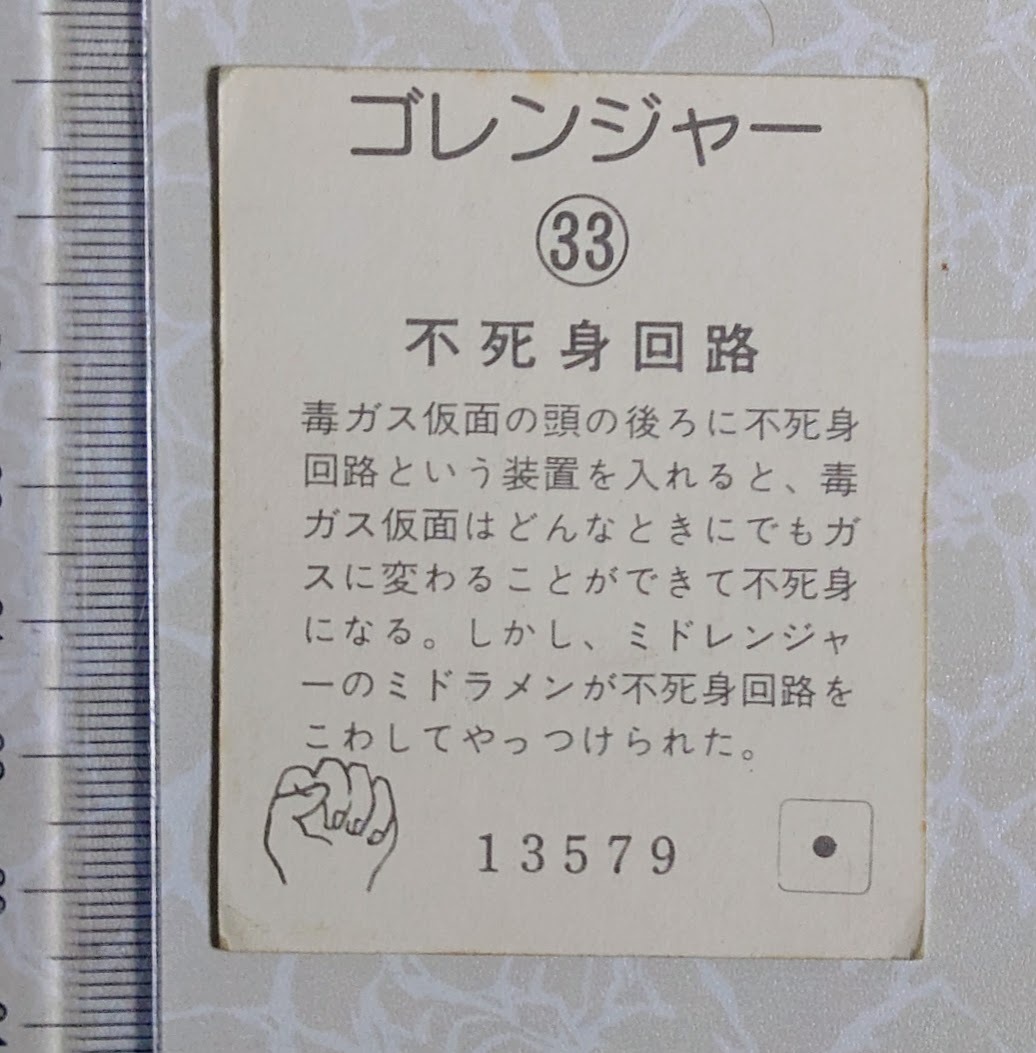 ゴレンジャー
33
不死身回路
毒ガス仮面の頭の後ろに不死身
回路という装置を入れると、毒
ガス仮面はどんなときにでもガ
スに変わることができて不死身
になる。しかし、ミドレンジャ
ーのミドラメンが不死身回路を
こわしてやっつけられた。
13579